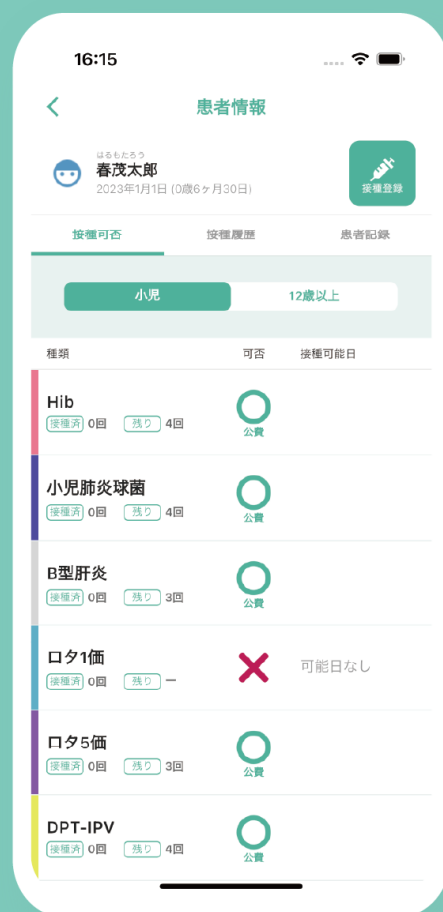 16:15
患者情報
はるもたろう
春茂太郎
2023年1月1日 (0歳6ヶ月30日)
接種登録
接種可否 接種履歴 患者記録
小児 12歳以上
種類 可否 接種可能日
Hib
接種済 0回 残り 4回
公費
小児肺炎球菌
接種済 0回 残り 4回
公費
B型肝炎
接種済 0回 残り 3回
公費
ロタ1価
接種済 0回 残り ー
可能日なし
ロタ5価
接種済 0回 残り 3回
公費
DPT-IPV
接種済 0回 残り 4回
公費